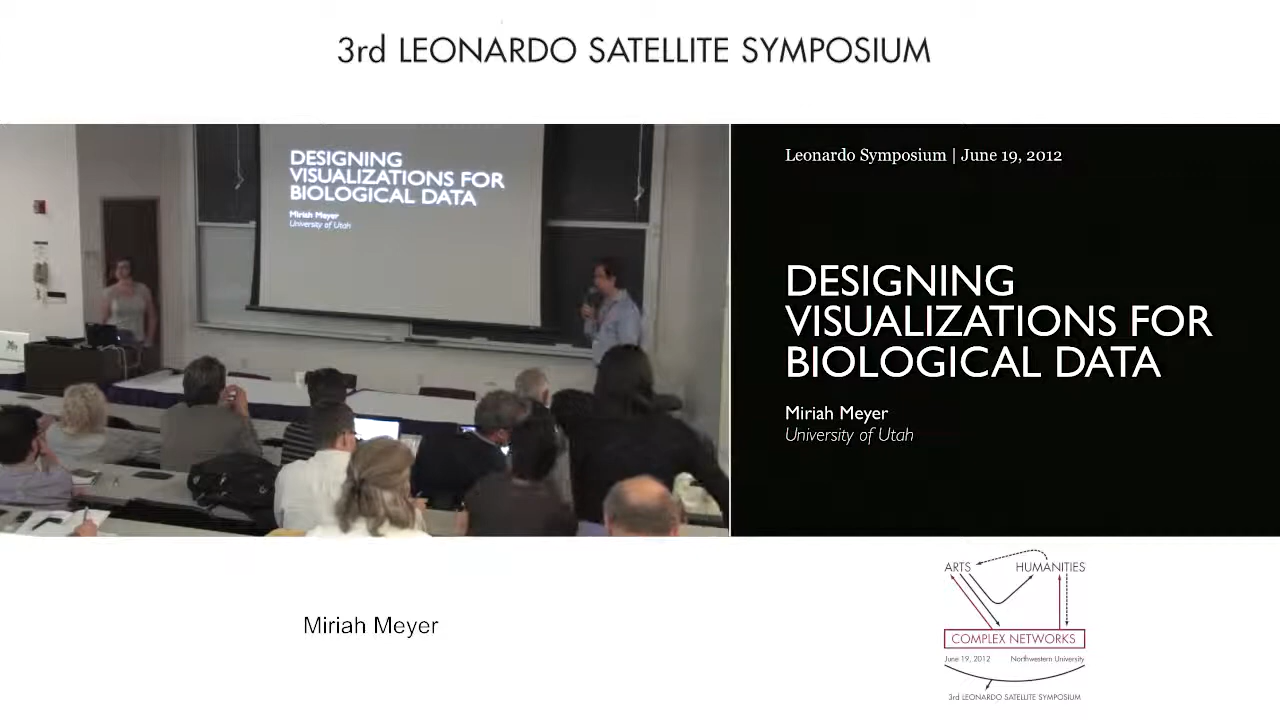 3rd LEONARDO SATELLITE SYMPOSIUM
DESIGNING
VISUALIZATIONS FOR
BIOLOGICAL DATA
Miriah Meyer
University of Utah
Leonardo Symposium | June 19, 2012
DESIGNING
VISUALIZATIONS FOR
BIOLOGICAL DATA
Miriah Meyer
University of Utah
Miriah Meyer
ARTS HUMANITIES
COMPLEX NETWORKS
June 19, 2012 Northwestern University
3rd LEONARDO SATELLITE SYMPOSIUM